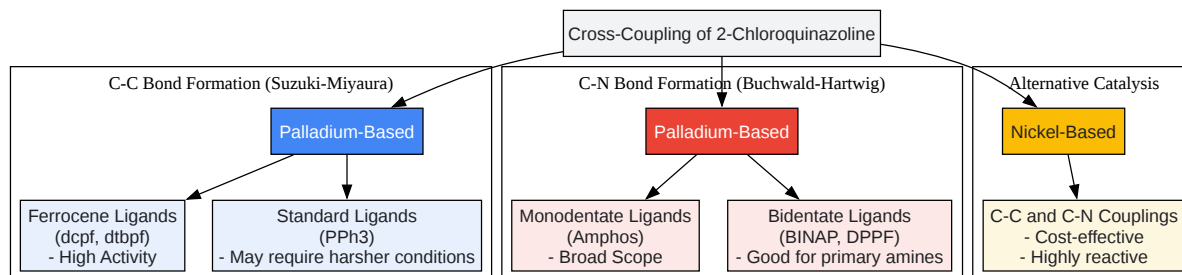 Cross-Coupling of 2-Chloroquinazoline
C-C Bond Formation (Suzuki-Miyaura)
Palladium-Based
Ferrocene Ligands
(dcpf, dtbpf)
- High Activity
Standard Ligands
(PPh3)
- May require harsher conditions
C-N Bond Formation (Buchwald-Hartwig)
Palladium-Based
Monodentate Ligands
(Amphos)
- Broad Scope
Bidentate Ligands
(BINAP, DPPF)
- Good for primary amines
Alternative Catalysis
Nickel-Based
C-C and C-N Couplings
- Cost-effective
- Highly reactive